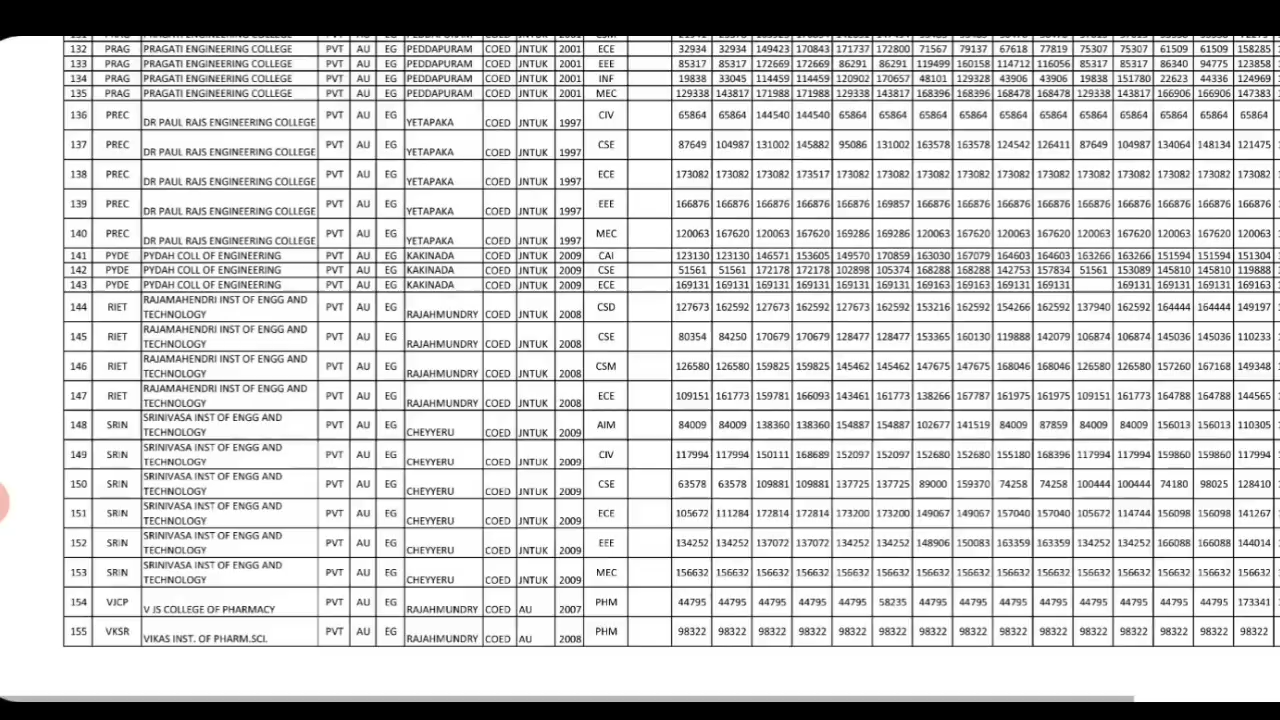 132 PRAG PRAGATI ENGINEERING COLLEGE PVT AU EG PEDDAPURAM COED JNTUK 2001 ECE 32934 32934 149423 170843 171737 172800 71567 79137 67618 77819 75307 75307 61509 61509 158285
133 PRAG PRAGATI ENGINEERING COLLEGE PVT AU EG PEDDAPURAM COED JNTUK 2001 EEE 85317 85317 172669 172669 86291 86291 119499 160158 114712 116056 85317 85317 86340 94775 123858
134 PRAG PRAGATI ENGINEERING COLLEGE PVT AU EG PEDDAPURAM COED JNTUK 2001 INF 19838 33045 114459 114459 120902 170657 48101 129328 43906 43906 19838 151780 22623 44336 124969
135 PRAG PRAGATI ENGINEERING COLLEGE PVT AU EG PEDDAPURAM COED JNTUK 2001 MEC 129338 143817 171988 171988 129338 143817 168396 168396 168478 168478 129338 143817 166906 166906 147383
136 PREC DR PAUL RAJS ENGINEERING COLLEGE PVT AU EG YETAPAKA COED JNTUK 1997 CIV 65864 65864 144540 144540 65864 65864 65864 65864 65864 65864 65864 65864 65864 65864 65864
137 PREC DR PAUL RAJS ENGINEERING COLLEGE PVT AU EG YETAPAKA COED JNTUK 1997 CSE 87649 104987 131002 145882 95086 131002 163578 163578 124542 126411 87649 104987 134064 148134 121475
138 PREC DR PAUL RAJS ENGINEERING COLLEGE PVT AU EG YETAPAKA COED JNTUK 1997 ECE 173082 173082 173082 173517 173082 173082 173082 173082 173082 173082 173082 173082 173082 173082 173082
139 PREC DR PAUL RAJS ENGINEERING COLLEGE PVT AU EG YETAPAKA COED JNTUK 1997 EEE 166876 166876 166876 166876 166876 169857 166876 166876 166876 166876 166876 166876 166876 166876 166876
140 PREC DR PAUL RAJS ENGINEERING COLLEGE PVT AU EG YETAPAKA COED JNTUK 1997 MEC 120063 167620 120063 167620 169286 169286 120063 167620 120063 167620 120063 167620 120063 167620 120063
141 PYDE PYDAH COLL OF ENGINEERING PVT AU EG KAKINADA COED JNTUK 2009 CAI 123130 123130 146571 153605 149570 170859 163030 167079 164603 164603 163266 163266 151594 151594 151304
142 PYDE PYDAH COLL OF ENGINEERING PVT AU EG KAKINADA COED JNTUK 2009 CSE 51561 51561 172178 172178 102898 105374 168288 168288 142753 157834 51561 153089 145810 145810 119888
143 PYDE PYDAH COLL OF ENGINEERING PVT AU EG KAKINADA COED JNTUK 2009 ECE 169131 169131 169131 169131 169131 169131 169163 169163 169131 169131 169131 169131 169131 169163
144 RIET RAJAMAHENDRI INST OF ENGG AND
TECHNOLOGY PVT AU EG RAJAHMUNDRY COED JNTUK 2008 CSD 127673 162592 127673 162592 127673 162592 153216 162592 154266 162592 137940 162592 164444 164444 149197
145 RIET RAJAMAHENDRI INST OF ENGG AND
TECHNOLOGY PVT AU EG RAJAHMUNDRY COED JNTUK 2008 CSE 80354 84250 170679 170679 128477 128477 153365 160130 119888 142079 106874 106874 145036 145036 110233
146 RIET RAJAMAHENDRI INST OF ENGG AND
TECHNOLOGY PVT AU EG RAJAHMUNDRY COED JNTUK 2008 CSM 126580 126580 159825 159825 145462 145462 147675 147675 168046 168046 126580 126580 157260 167168 149348
147 RIET RAJAMAHENDRI INST OF ENGG AND
TECHNOLOGY PVT AU EG RAJAHMUNDRY COED JNTUK 2008 ECE 109151 161773 159781 166093 143461 161773 138266 167787 161975 161975 109151 161773 164788 164788 144565
148 SRIN SRINIVASA INST OF ENGG AND
TECHNOLOGY PVT AU EG CHEYYERU COED JNTUK 2009 AIM 84009 84009 138360 138360 154887 154887 102677 141519 84009 87859 84009 84009 156013 156013 110305
149 SRIN SRINIVASA INST OF ENGG AND
TECHNOLOGY PVT AU EG CHEYYERU COED JNTUK 2009 CIV 117994 117994 150111 168689 152097 152097 152680 152680 155180 168396 117994 117994 159860 159860 117994
150 SRIN SRINIVASA INST OF ENGG AND
TECHNOLOGY PVT AU EG CHEYYERU COED JNTUK 2009 CSE 63578 63578 109881 109881 137725 137725 89000 159370 74258 74258 100444 100444 74180 98025 128410
151 SRIN SRINIVASA INST OF ENGG AND
TECHNOLOGY PVT AU EG CHEYYERU COED JNTUK 2009 ECE 105672 111284 172814 172814 173200 173200 149067 149067 157040 157040 105672 114744 156098 156098 141267
152 SRIN SRINIVASA INST OF ENGG AND
TECHNOLOGY PVT AU EG CHEYYERU COED JNTUK 2009 EEE 134252 134252 137072 137072 134252 134252 148906 150083 163359 163359 134252 134252 166088 166088 144014
153 SRIN SRINIVASA INST OF ENGG AND
TECHNOLOGY PVT AU EG CHEYYERU COED JNTUK 2009 MEC 156632 156632 156632 156632 156632 156632 156632 156632 156632 156632 156632 156632 156632 156632 156632
154 VJCP V JS COLLEGE OF PHARMACY PVT AU EG RAJAHMUNDRY COED AU 2007 PHM 44795 44795 44795 44795 44795 58235 44795 44795 44795 44795 44795 44795 44795 44795 173341
155 VKSR VIKAS INST. OF PHARM.SCI. PVT AU EG RAJAHMUNDRY COED AU 2008 PHM 98322 98322 98322 98322 98322 98322 98322 98322 98322 98322 98322 98322 98322 98322 98322